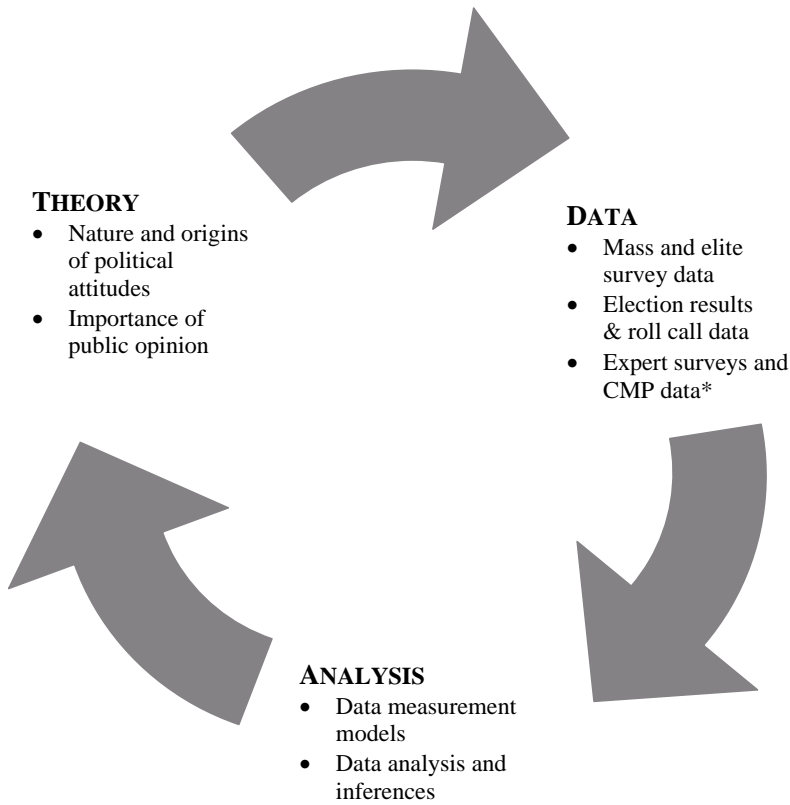 THEORY
• Nature and origins
of political
attitudes
• Importance of
public opinion
DATA
• Mass and elite
survey data
• Election results
& roll call data
• Expert surveys and
CMP data*
ANALYSIS
• Data measurement
models
• Data analysis and
inferences